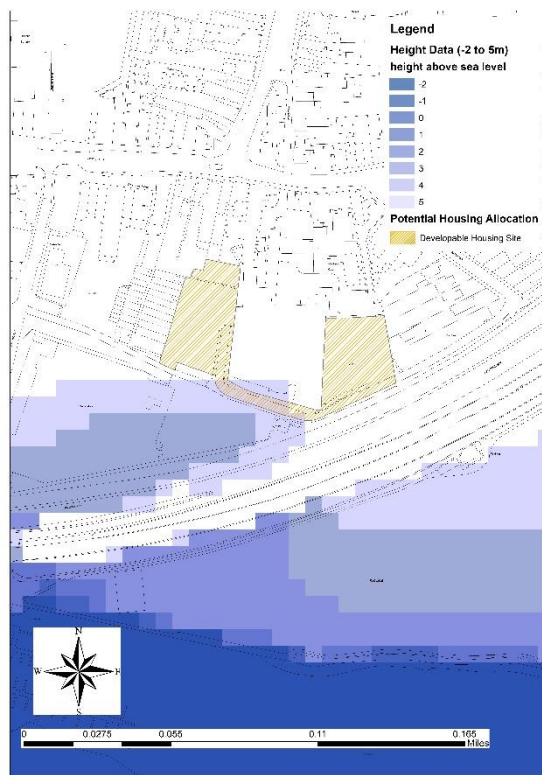 Legend
Height Data (-2 to 5m)
height above sea level
-2
-1
0
1
2
3
4
5
Potential Housing Allocation
Developable Housing Site
N
W E
S
0 0.0275 0.055 0.11 0.165
Miles